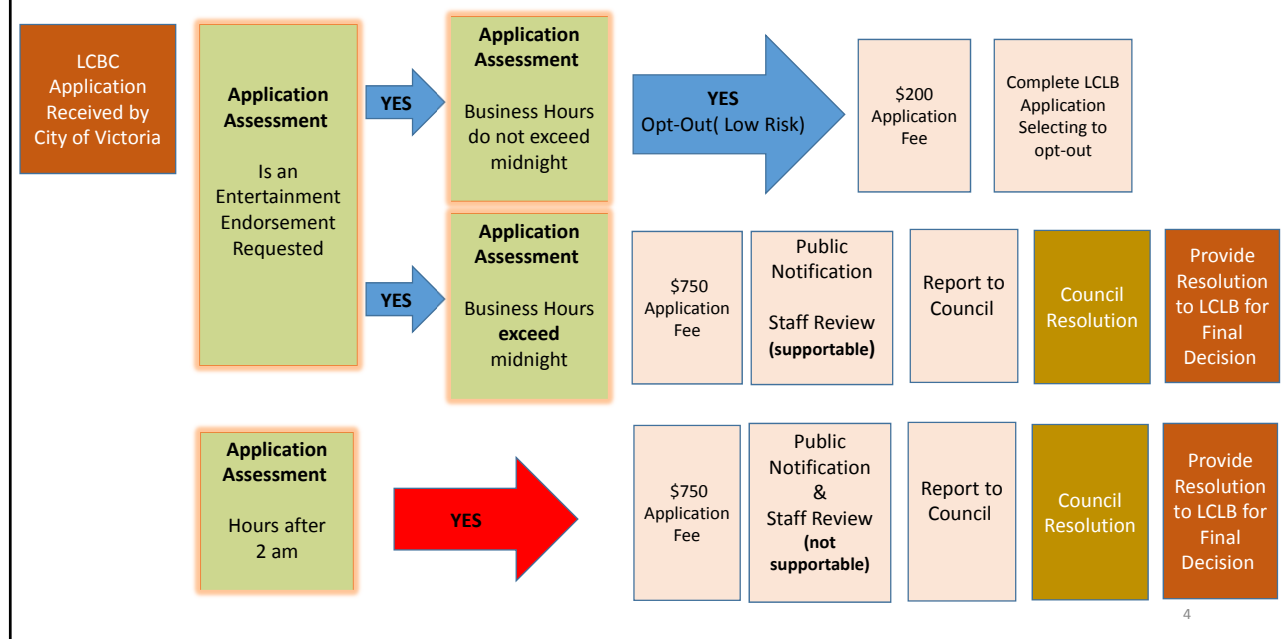 LCBC
Application
Received by
City of Victoria
Application
Assessment
Is an
Entertainment
Endorsement
Requested
YES
Application
Assessment
Business Hours
do not exceed
midnight
YES
Opt-Out( Low Risk)
$200
Application
Fee
Complete LCLB
Application
Selecting to
opt-out
YES
Application
Assessment
Business Hours
exceed
midnight
$750
Application
Fee
Public
Notification
Staff Review
(supportable)
Report to
Council
Council
Resolution
Provide
Resolution
to LCLB for
Final
Decision
Application
Assessment
Hours after
2 am
YES
$750
Application
Fee
Public
Notification
&
Staff Review
(not
supportable)
Report to
Council
Council
Resolution
Provide
Resolution
to LCLB for
Final
Decision
4